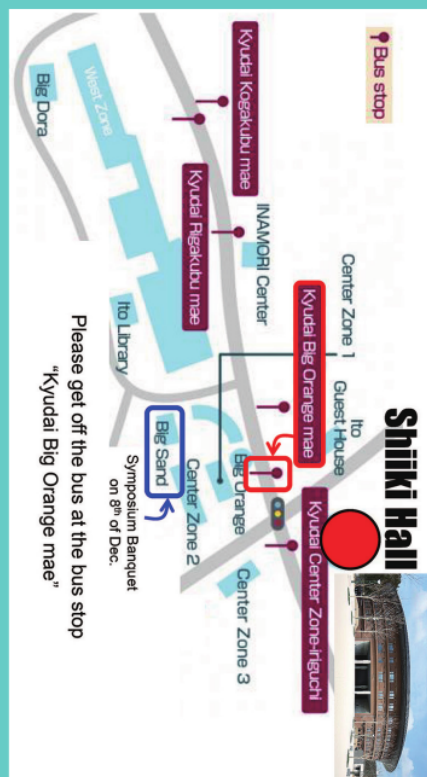 Bus stop
Shiiki Hall
Kyudai Kogakubu mae
Kyudai Rigakubu mae
INAMORI Center
Center Zone 1
Kyudai Big Orange mae
Ito
Guest House
Kyudai Center Zone-iriguchi
West Zone
Big Dora
Ito Library
Big Orange
Big Sand
Center Zone 2
Center Zone 3
Symposium Banquet
on 8th of Dec.
Please get off the bus at the bus stop
“Kyudai Big Orange mae”